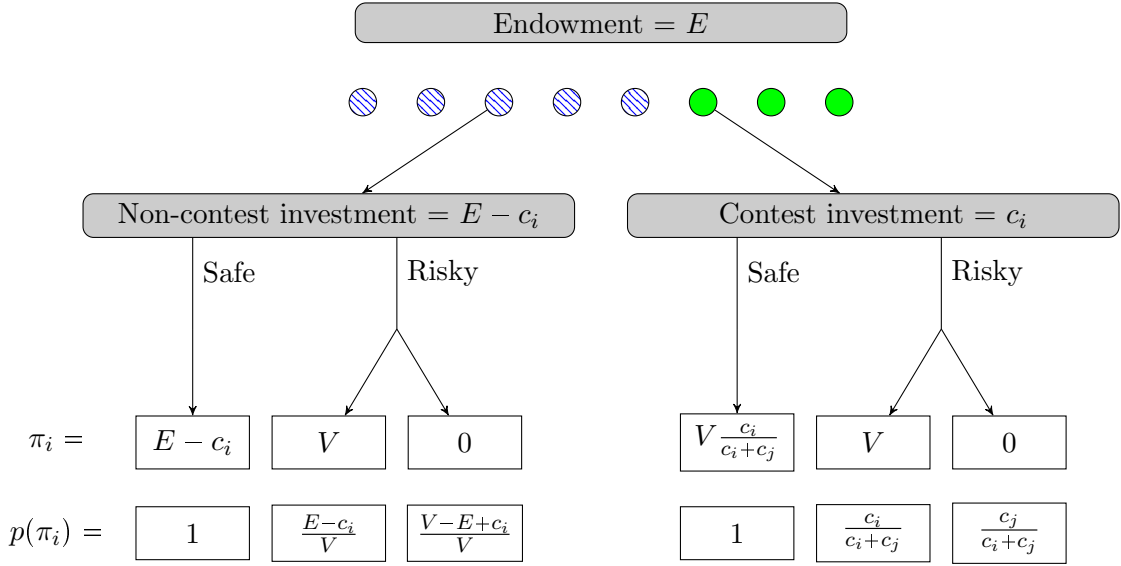 Endowment = E
Non-contest investment = E − c_i
Contest investment = c_i
Safe Risky Safe Risky
π_i = E − c_i V 0 V c_i/(c_i+c_j) V 0
p(π_i) = 1 (E−c_i)/V (V−E+c_i)/V 1 c_i/(c_i+c_j) c_j/(c_i+c_j)